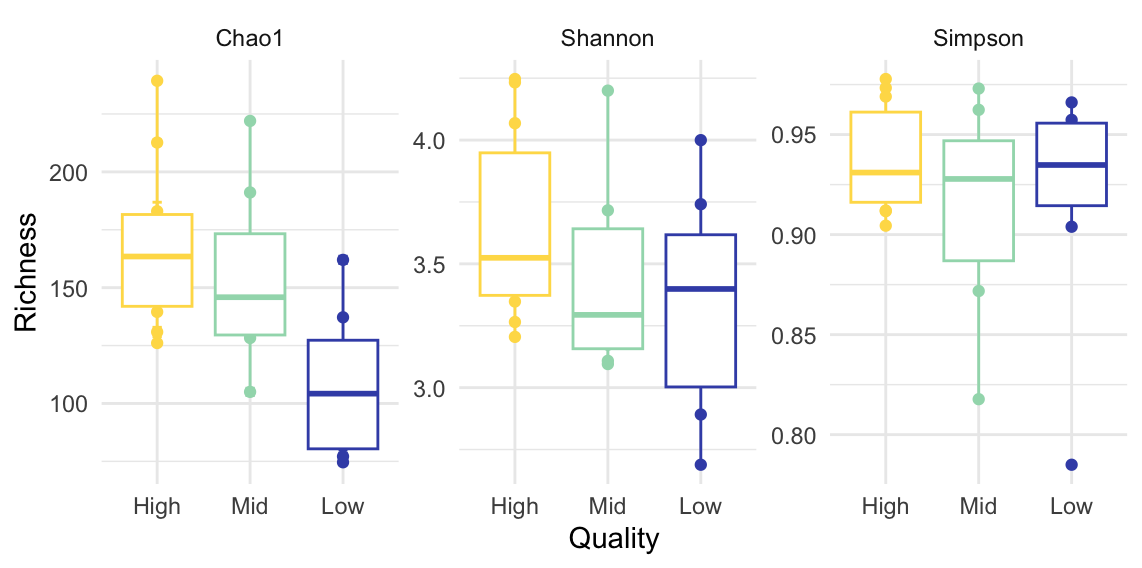 Chao1
Shannon
Simpson
Richness
200
150
100
4.0
3.5
3.0
0.95
0.90
0.85
0.80
High Mid Low
High Mid Low
High Mid Low
Quality